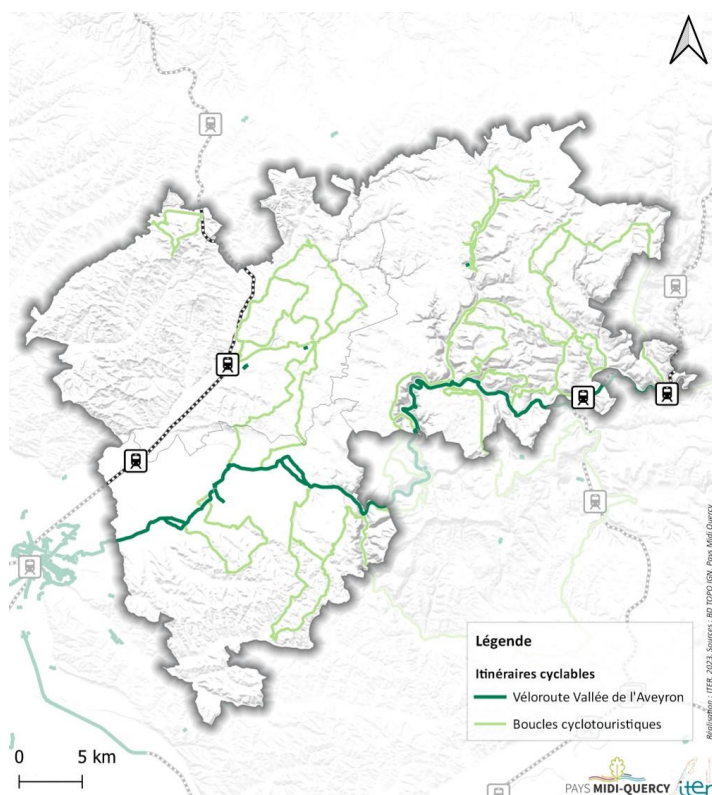 Légende
Itinéraires cyclables
Véloroute Vallée de l'Aveyron
Boucles cyclotouristiques
0 5 km
Réalisation : ITER, 2023. Sources : BD TOPO IGN, Pays Midi Quercy
PAYS MIDI-QUERCY
iter